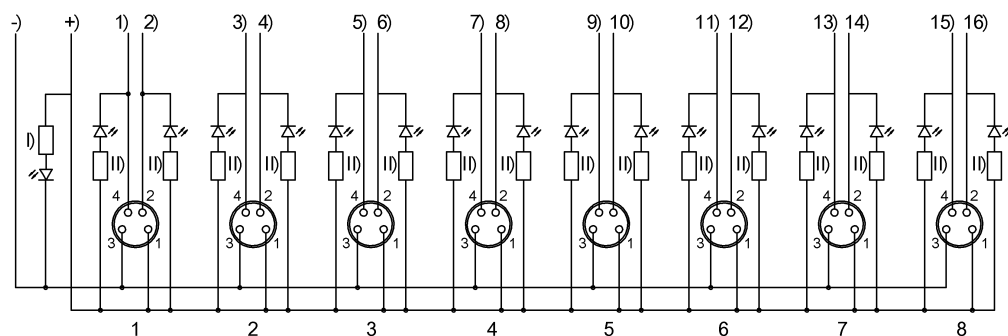 -) +) 1) 2) 3) 4) 5) 6) 7) 8) 9) 10) 11) 12) 13) 14) 15) 16)
I) II) II) II) II) II) II) II) II) II) II) II) II) II) II) II) II)
4 2 4 2 4 2 4 2 4 2 4 2 4 2 4 2
3 1 3 1 3 1 3 1 3 1 3 1 3 1 3 1
1 2 3 4 5 6 7 8